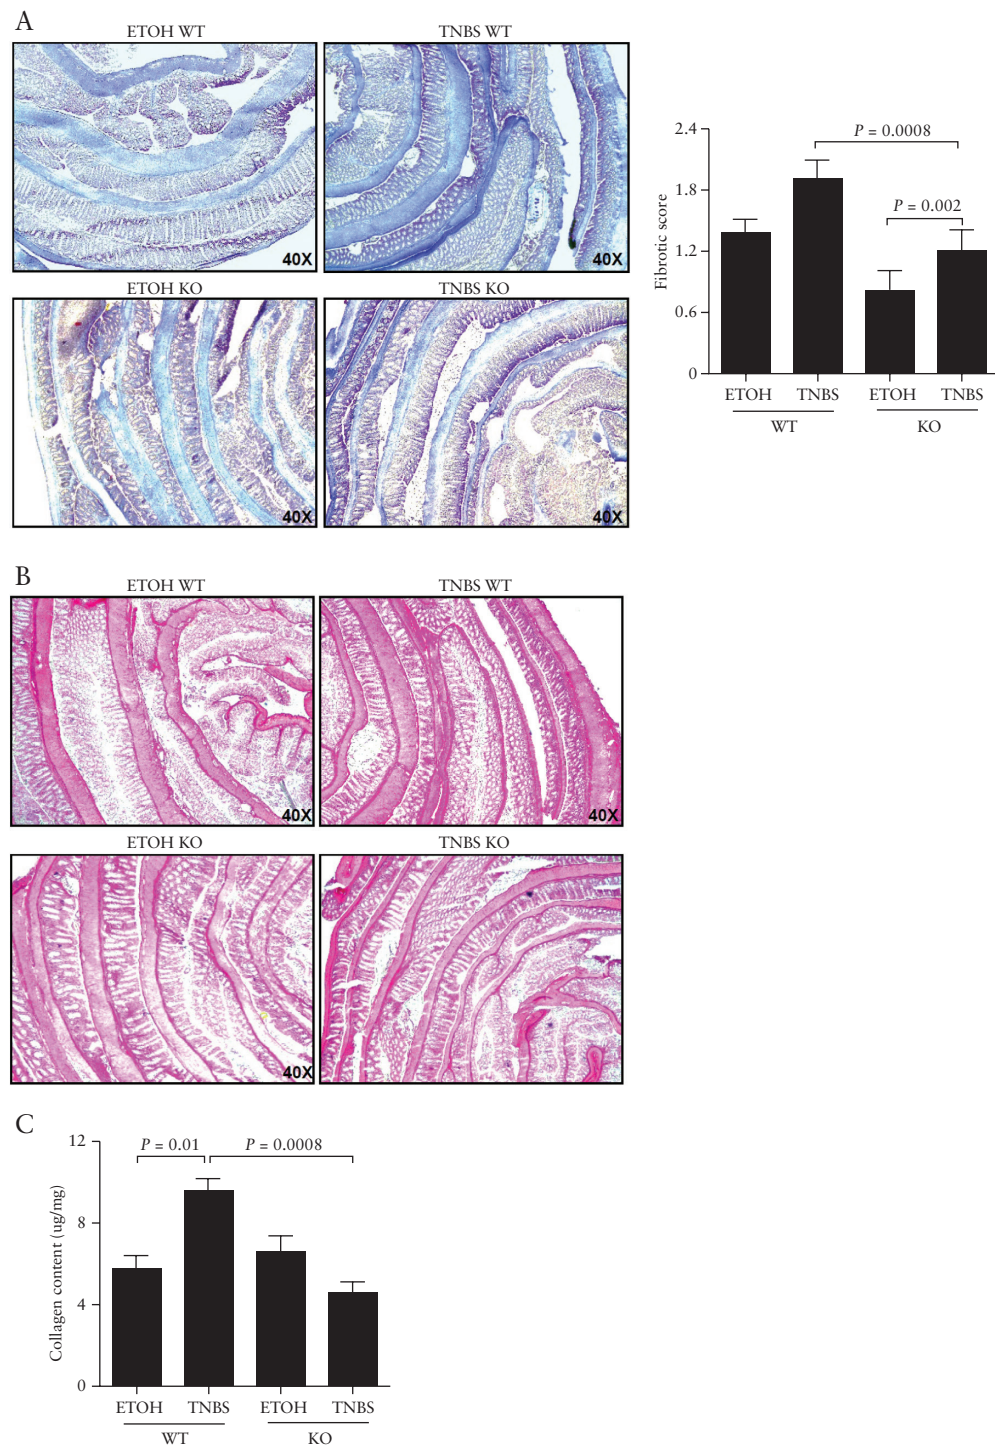 A
ETOH WT
TNBS WT
40X
40X
ETOH KO
TNBS KO
40X
40X
P = 0.0008
P = 0.002
Fibrotic score
2.4
1.8
1.2
0.6
0
ETOH TNBS ETOH TNBS
WT KO
B
ETOH WT
TNBS WT
40X
40X
ETOH KO
TNBS KO
40X
40X
C
P = 0.01
P = 0.0008
Collagen content (ug/mg)
12
8
4
0
ETOH TNBS ETOH TNBS
WT KO